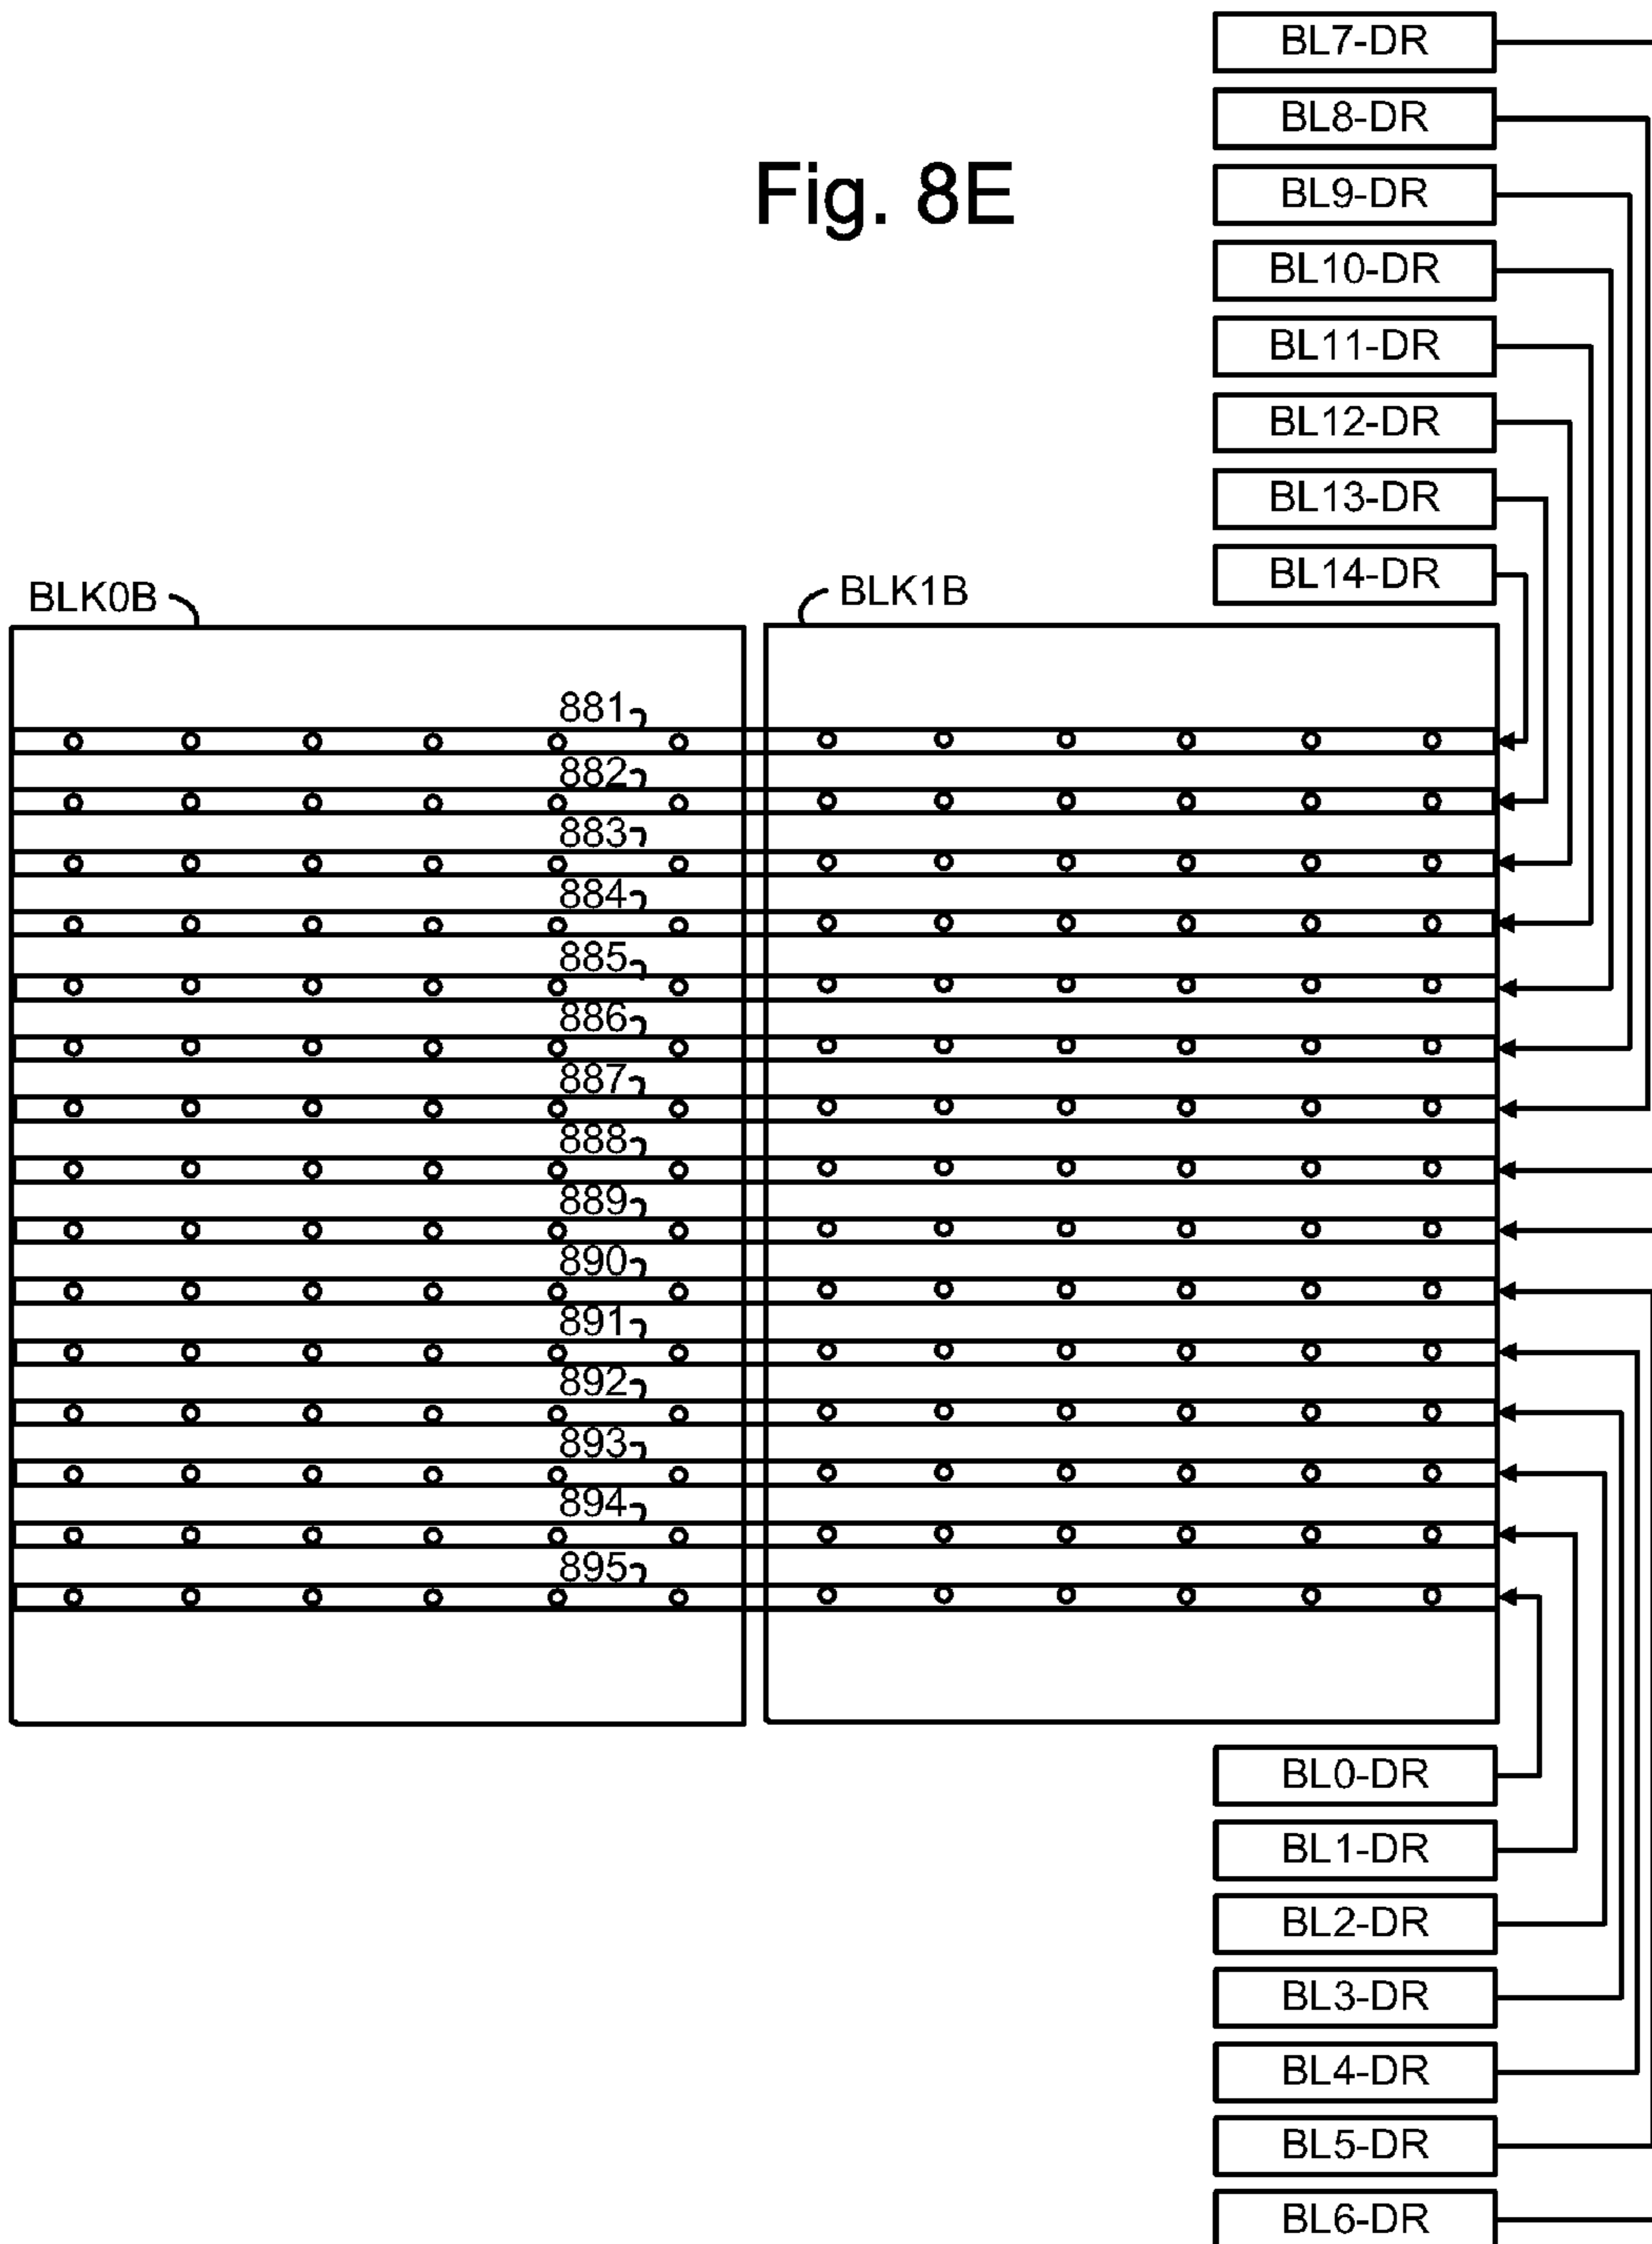 BL7-DR
BL8-DR
Fig. 8E
BL9-DR
BL10-DR
BL11-DR
BL12-DR
BL13-DR
BL14-DR
BLK0B
BLK1B
881
882
883
884
885
886
887
888
889
890
891
892
893
894
895
BL0-DR
BL1-DR
BL2-DR
BL3-DR
BL4-DR
BL5-DR
BL6-DR